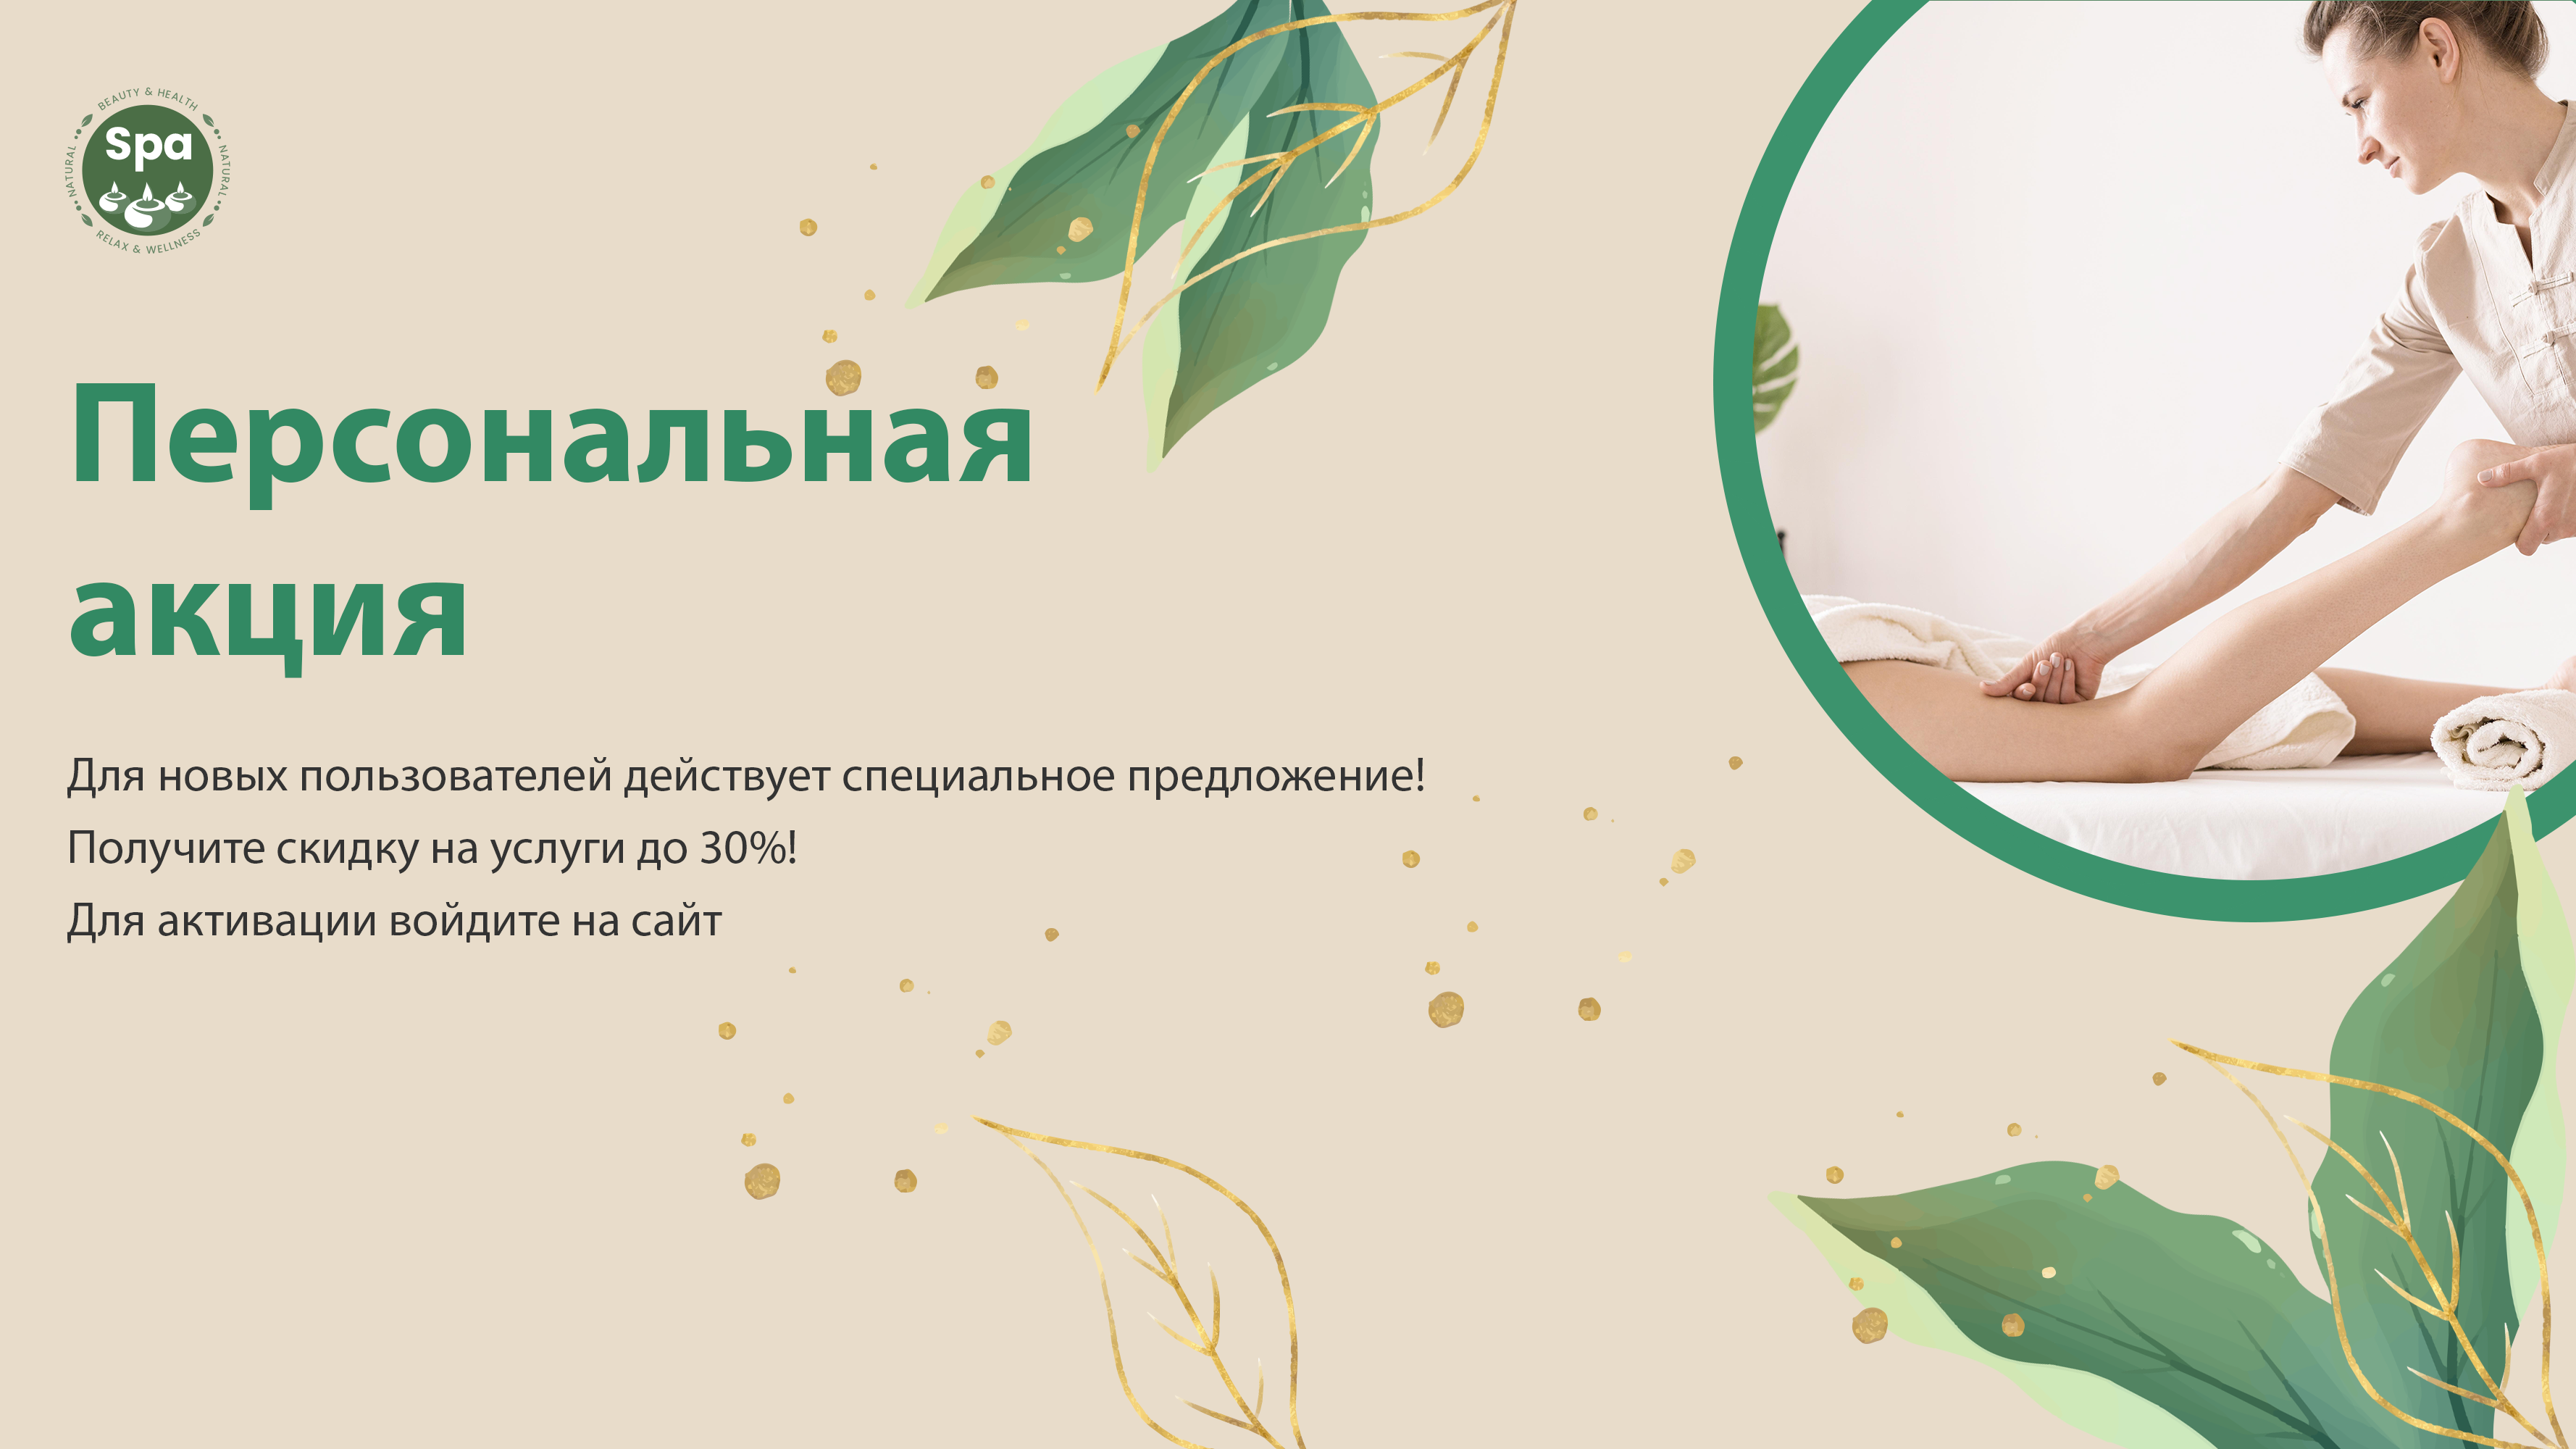 BEAUTY & HEALTH
NATURAL
Spa
NATURAL
RELAX & WELLNESS
Персональная
акция
Для новых пользователей действует специальное предложение!
Получите скидку на услуги до 30%!
Для активации войдите на сайт